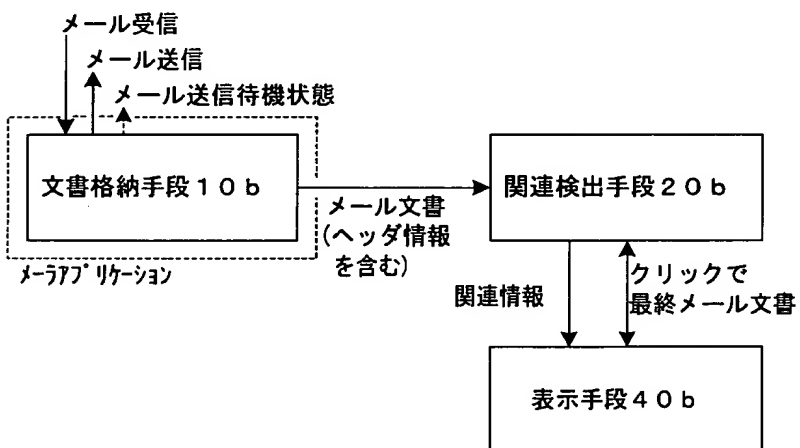 メール受信
メール送信
メール送信待機状態
文書格納手段１０ｂ
関連検出手段２０ｂ
メール文書
(ヘッダ情報
を含む)
ﾒｰﾗｱﾌﾟﾘｹｰｼｮﾝ
関連情報
クリックで
最終メール文書
表示手段４０ｂ